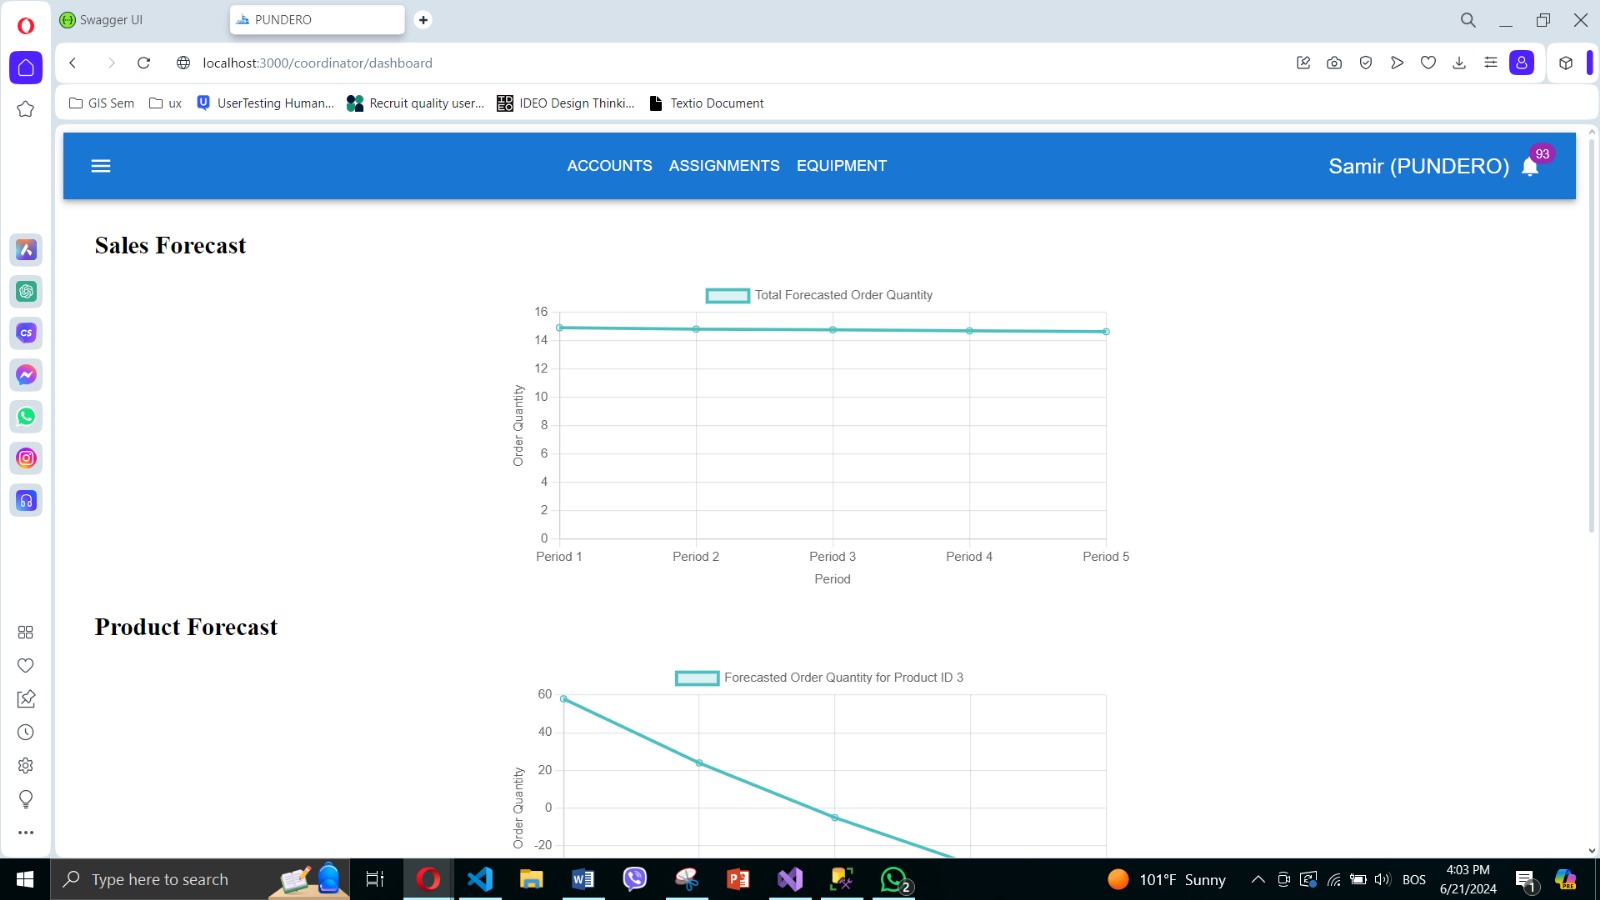 Swagger UI
PUNDERO
localhost:3000/coordinator/dashboard
GIS Sem
ux
UserTesting Human...
Recruit quality user...
IDEO Design Thinki...
Textio Document
ACCOUNTS ASSIGNMENTS EQUIPMENT
Samir (PUNDERO)
93
Sales Forecast
Total Forecasted Order Quantity
Order Quantity
16
14
12
10
8
6
4
2
0
Period 1 Period 2 Period 3 Period 4 Period 5
Period
Product Forecast
Forecasted Order Quantity for Product ID 3
Order Quantity
60
40
20
0
-20
Type here to search
2
101°F Sunny
BOS
4:03 PM
6/21/2024
1